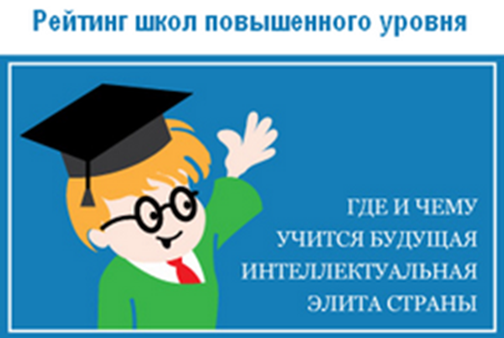 Рейтинг школ повышенного уровня
ГДЕ И ЧЕМУ
УЧИТСЯ БУДУЩАЯ
ИНТЕЛЛЕКТУАЛЬНАЯ
ЭЛИТА СТРАНЫ